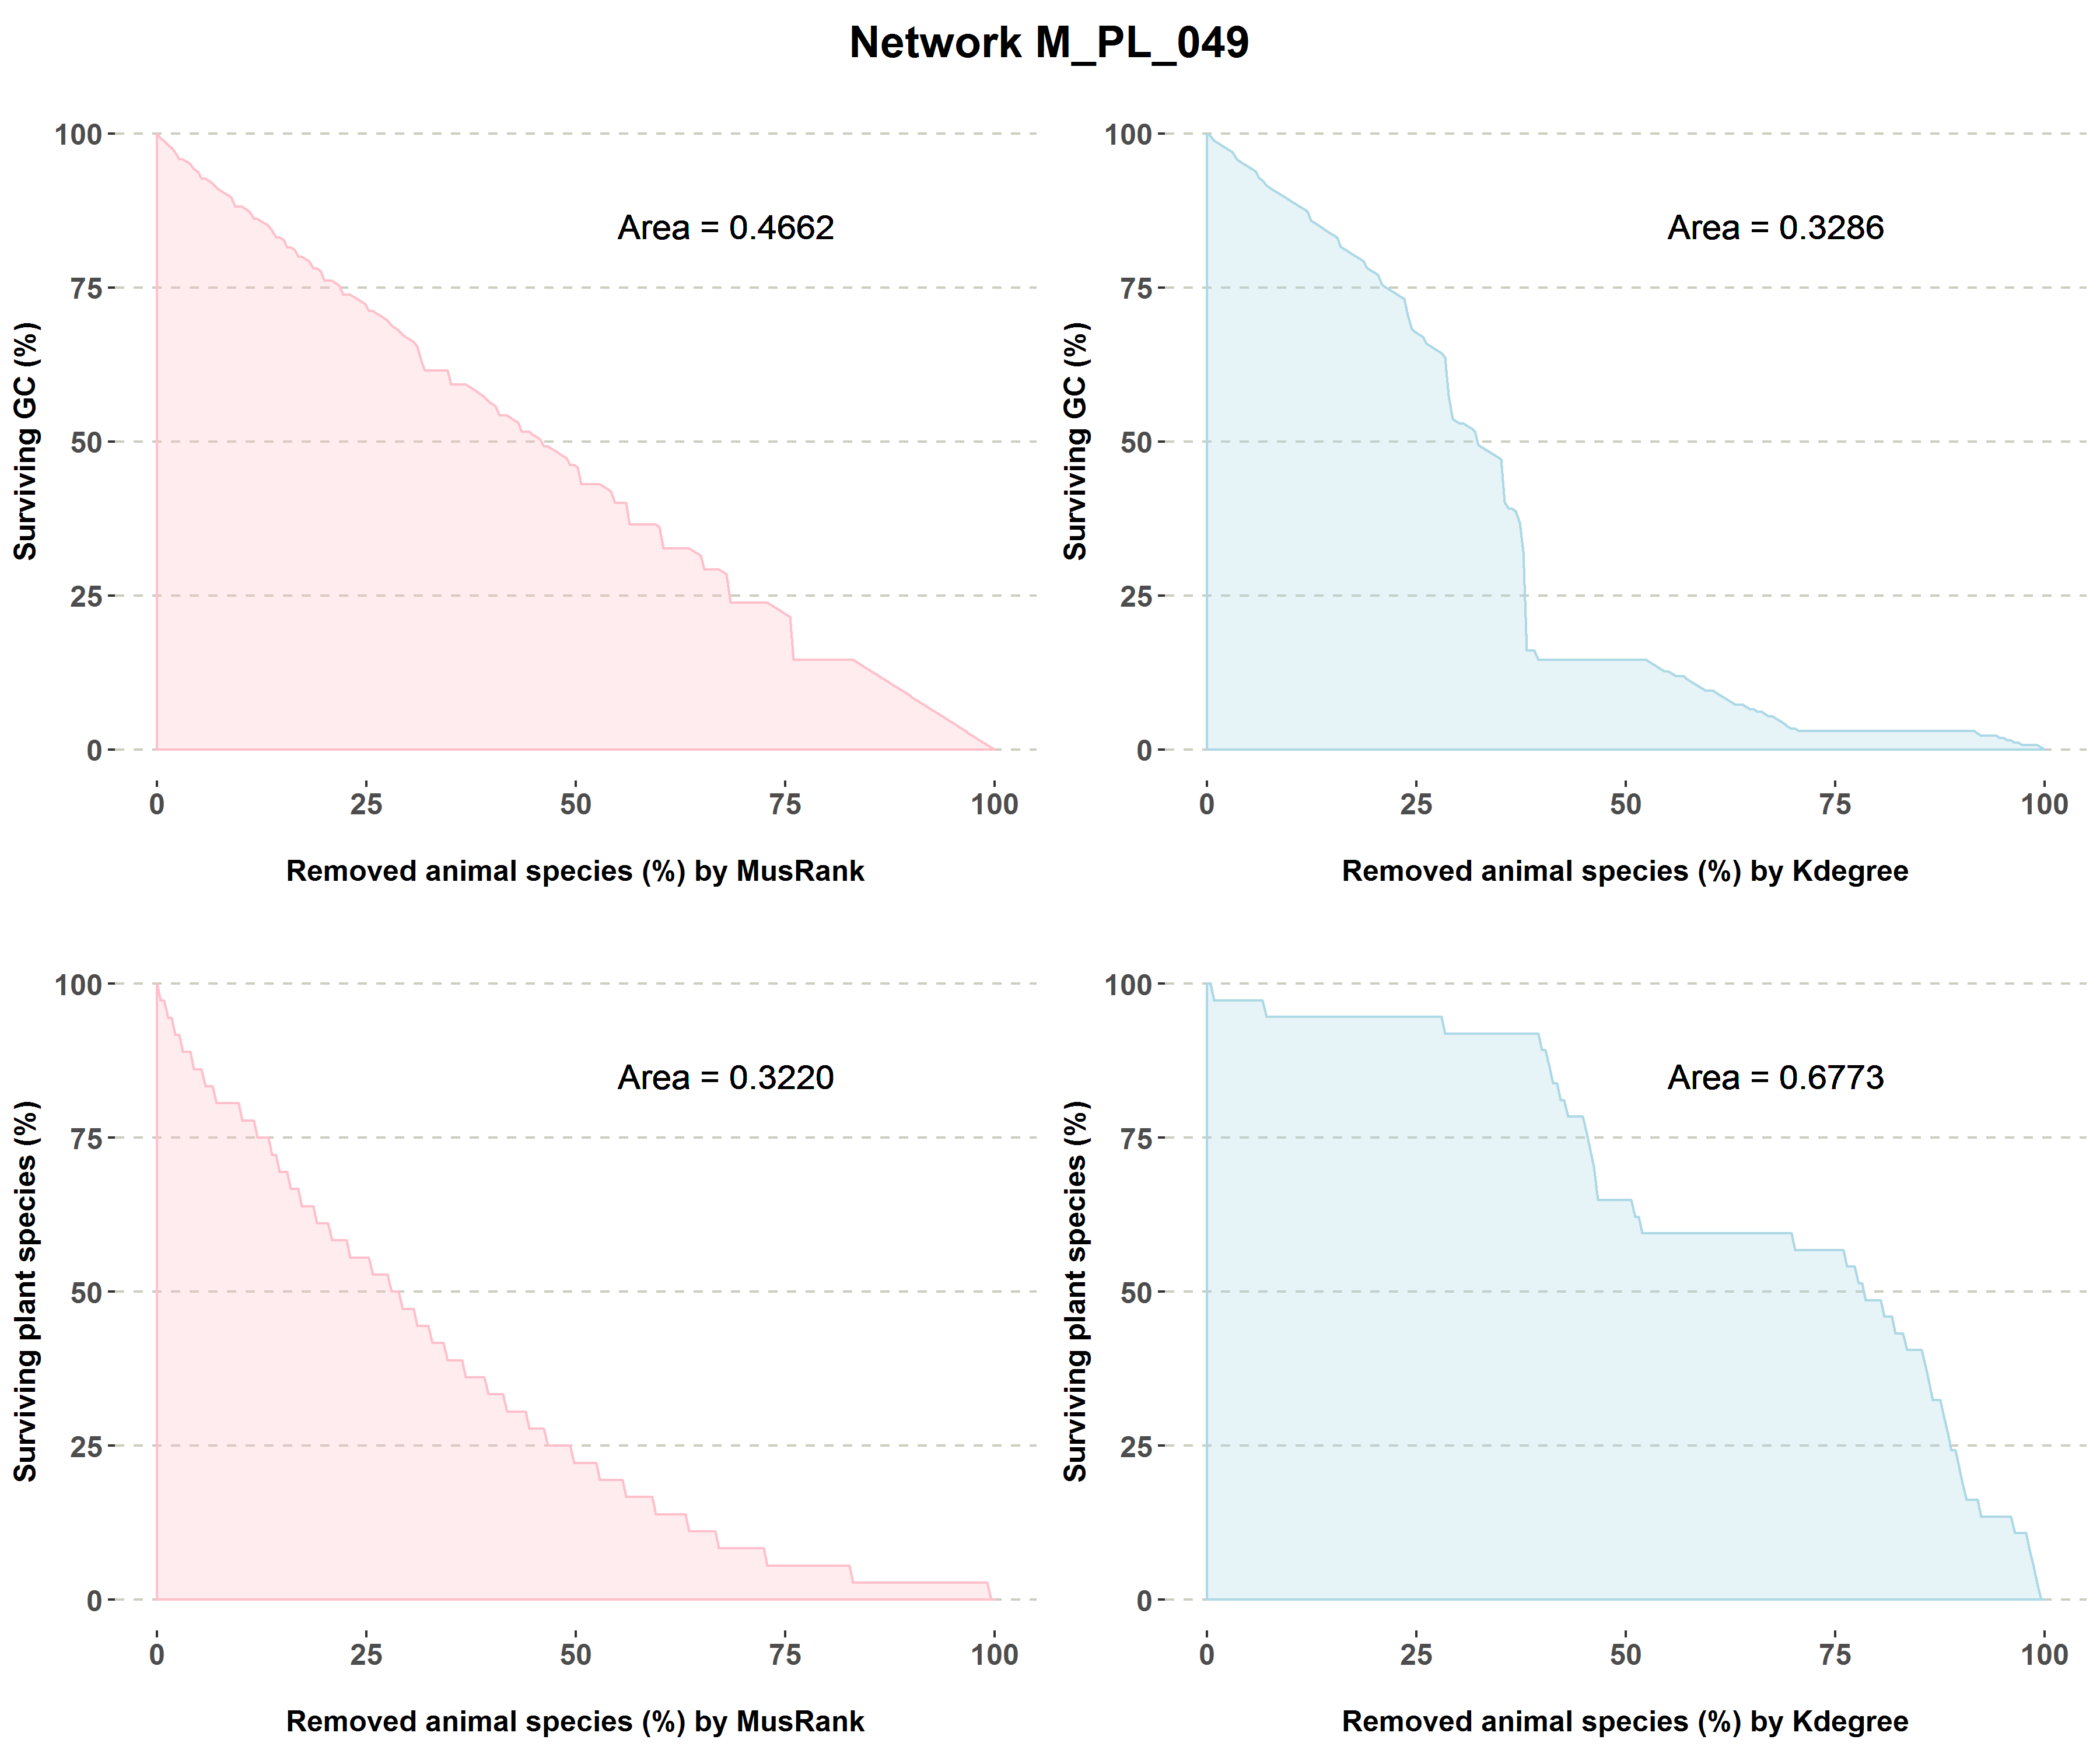 Network M_PL_049
100
75
50
25
0
Surviving GC (%)
Area = 0.4662
0 25 50 75 100
Removed animal species (%) by MusRank
100
75
50
25
0
Surviving GC (%)
Area = 0.3286
0 25 50 75 100
Removed animal species (%) by Kdegree
100
75
50
25
0
Surviving plant species (%)
Area = 0.3220
0 25 50 75 100
Removed animal species (%) by MusRank
100
75
50
25
0
Surviving plant species (%)
Area = 0.6773
0 25 50 75 100
Removed animal species (%) by Kdegree